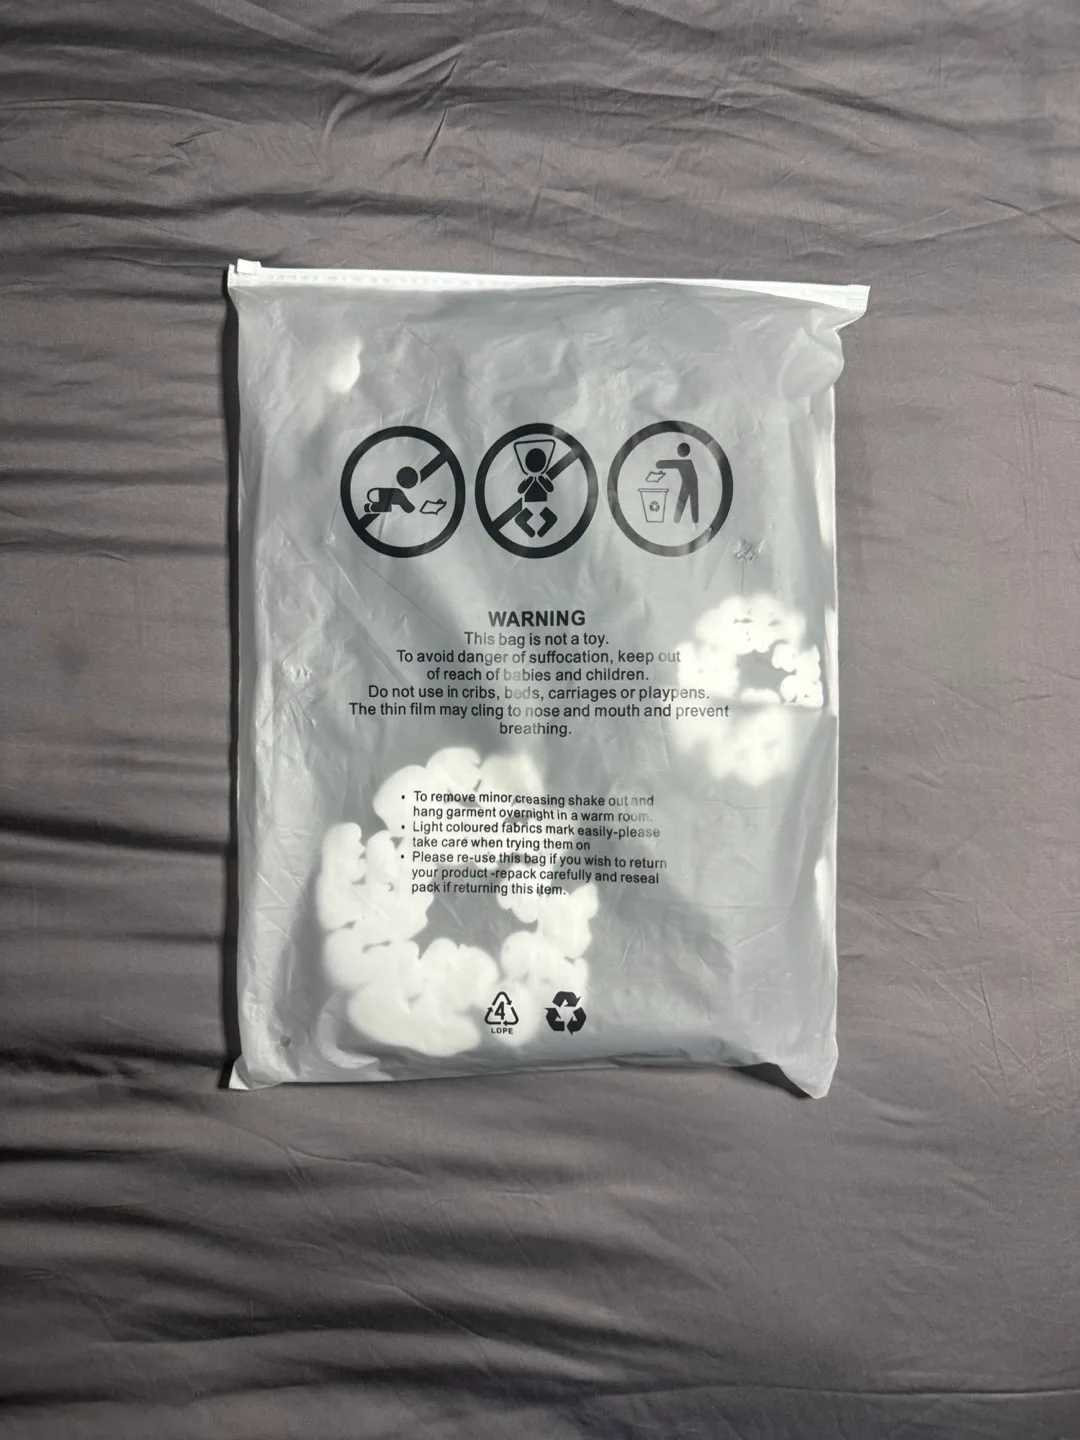 WARNING
This bag is not a toy.
To avoid danger of suffocation, keep out
of reach of babies and children.
Do not use in cribs, beds, carriages or playpens.
The thin film may cling to nose and mouth and prevent
breathing.
• To remove minor creasing shake out and
hang garment overnight in a warm room.
• Light coloured fabrics mark easily-please
take care when trying them on
• Please re-use this bag if you wish to return
your product -repack carefully and reseal
pack if returning this item.
4
LDPE